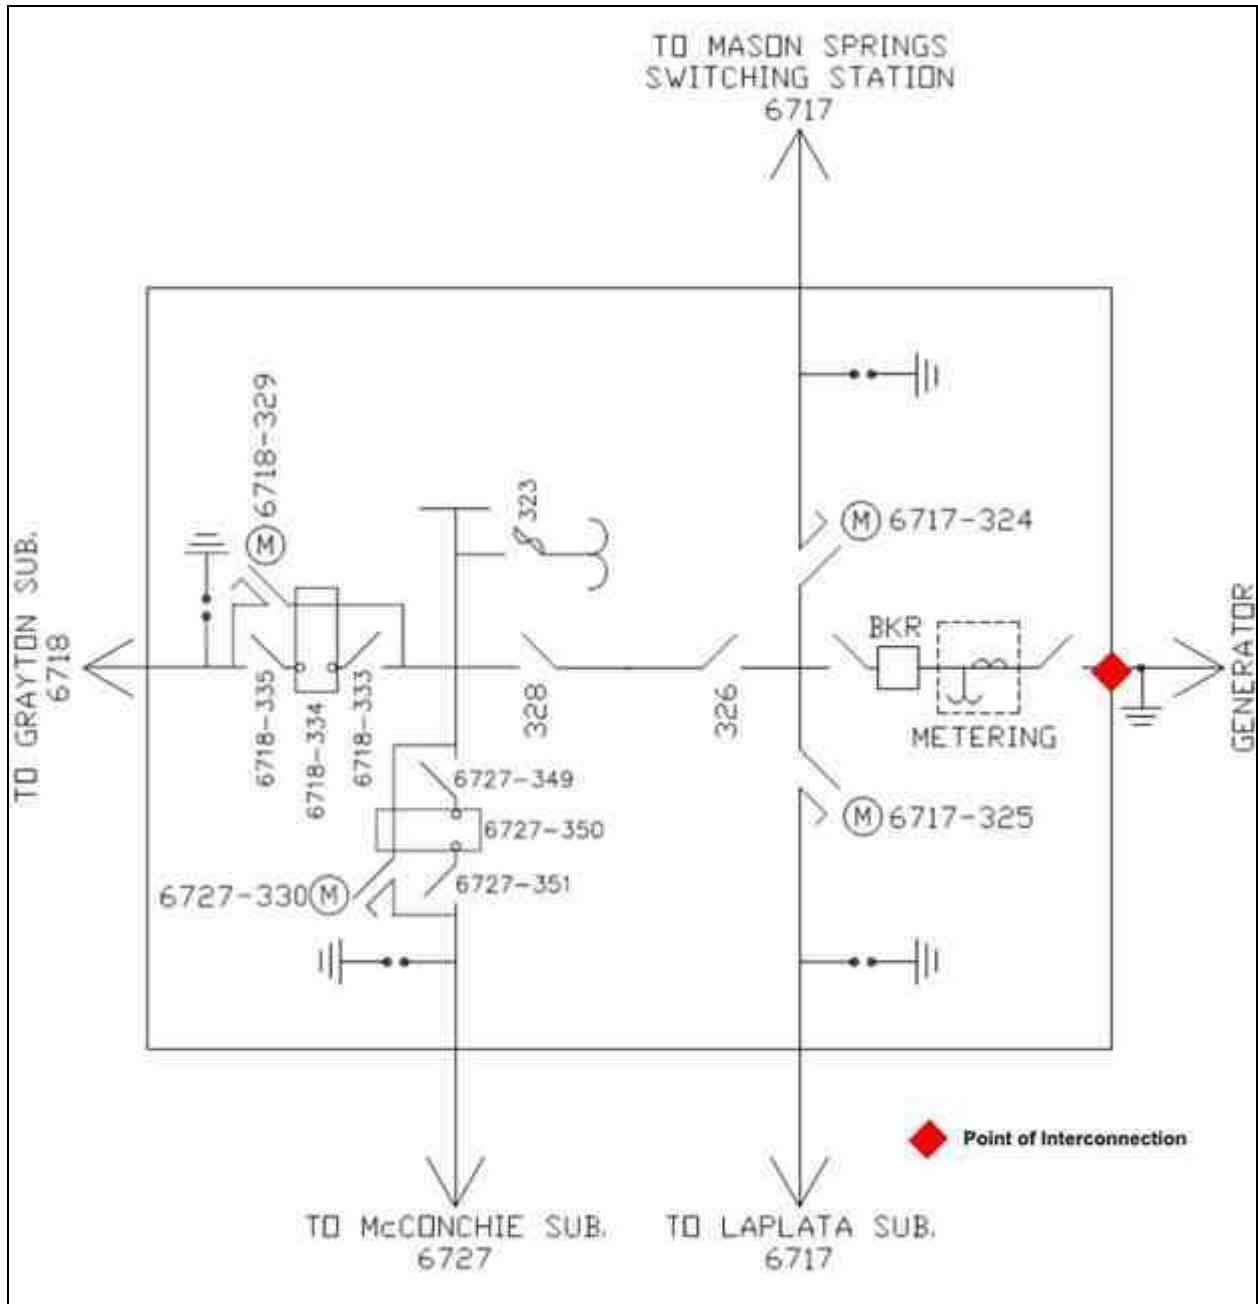 TO MASON SPRINGS
SWITCHING STATION
6717
6718-329
M
323
M 6717-324
TO GRAYTON SUB.
6718
BKR
GENERATOR
METERING
6718-335
6718-334
6718-333
328
326
6727-349
6727-350
M 6717-325
6727-351
6727-330 M
Point of Interconnection
TO McCONCHIE SUB.
6727
TO LAPLATA SUB.
6717